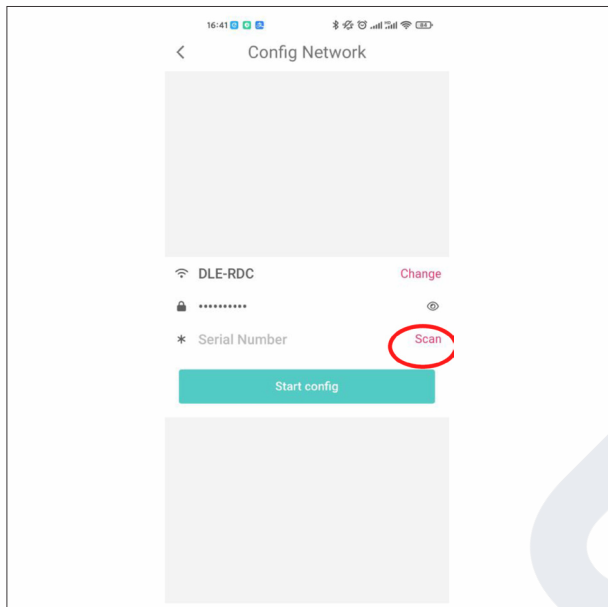 16:41
Config Network
DLE-RDC Change
••••••••••
* Serial Number Scan
Start config